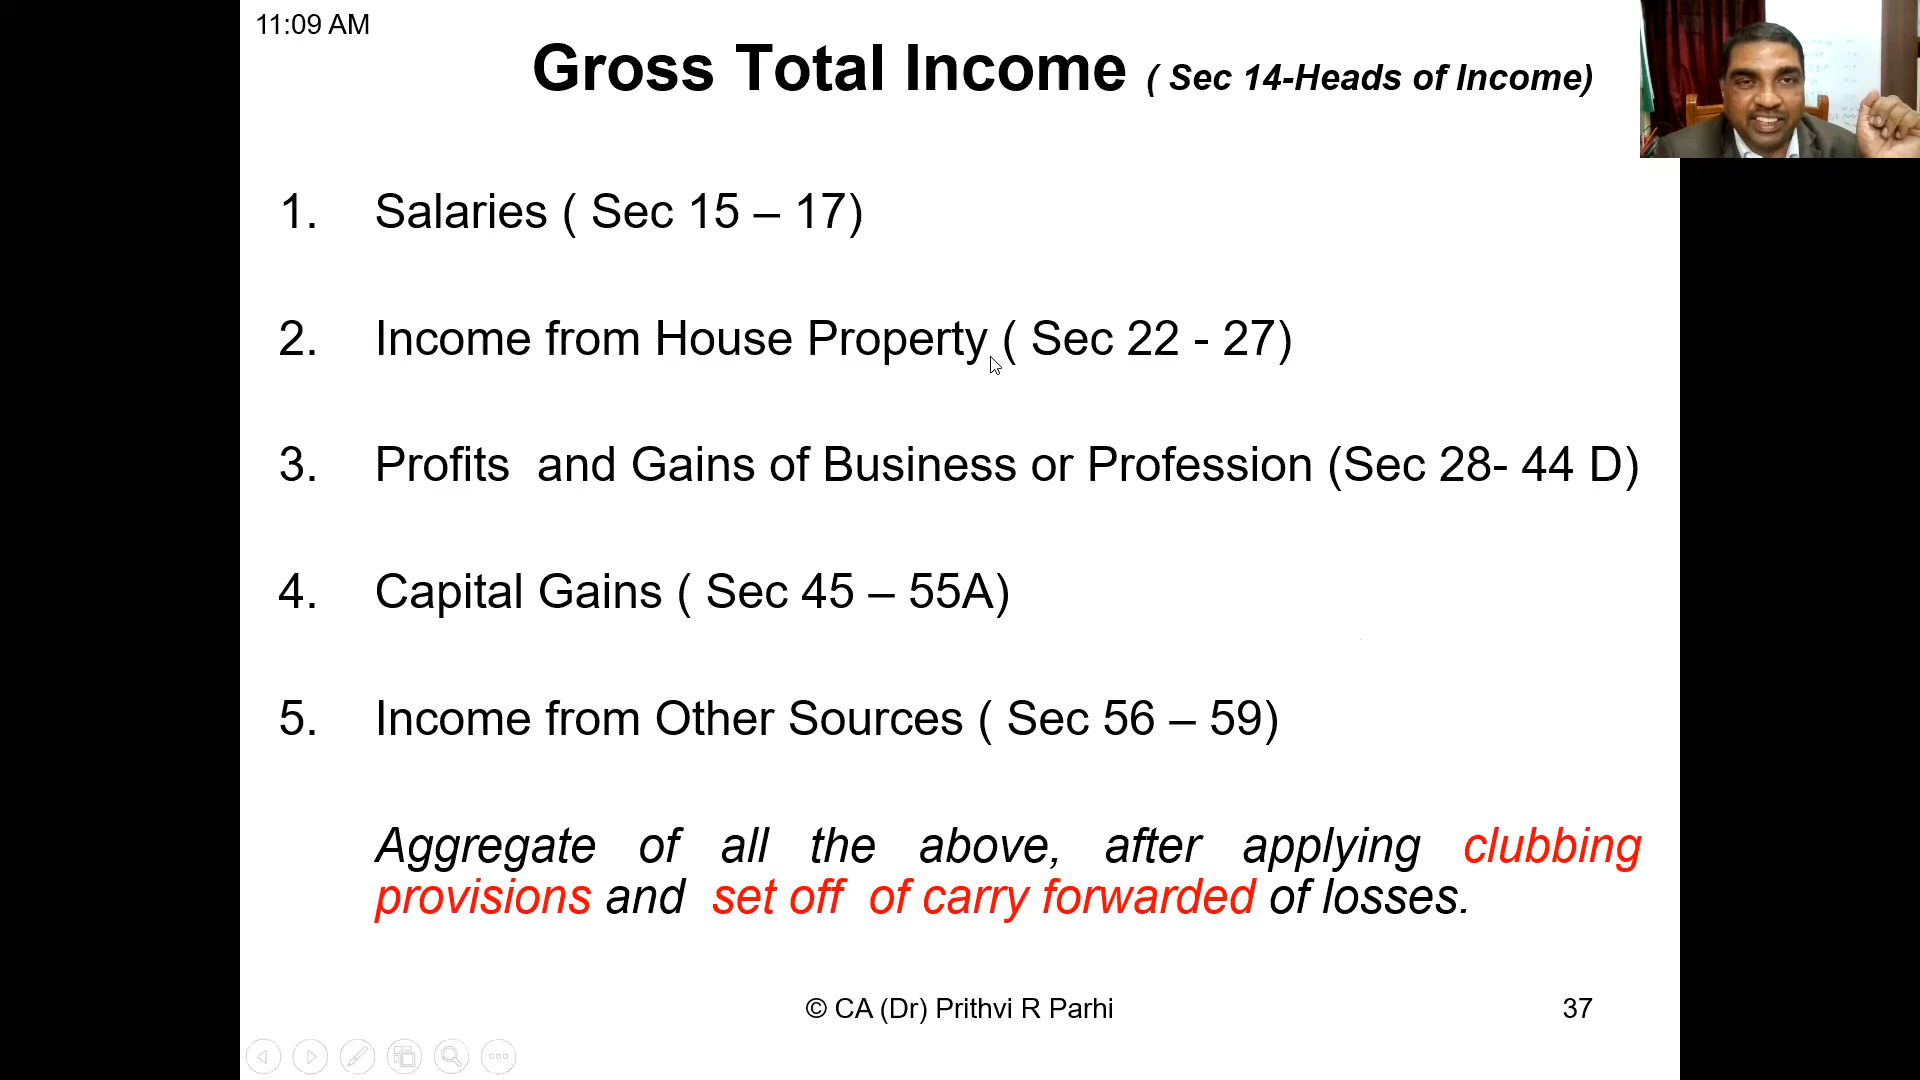 11:09 AM
Gross Total Income ( Sec 14-Heads of Income)
1. Salaries ( Sec 15 – 17)
2. Income from House Property ( Sec 22 - 27)
3. Profits and Gains of Business or Profession (Sec 28- 44 D)
4. Capital Gains ( Sec 45 – 55A)
5. Income from Other Sources ( Sec 56 – 59)
Aggregate of all the above, after applying clubbing
provisions and set off of carry forwarded of losses.
© CA (Dr) Prithvi R Parhi
37